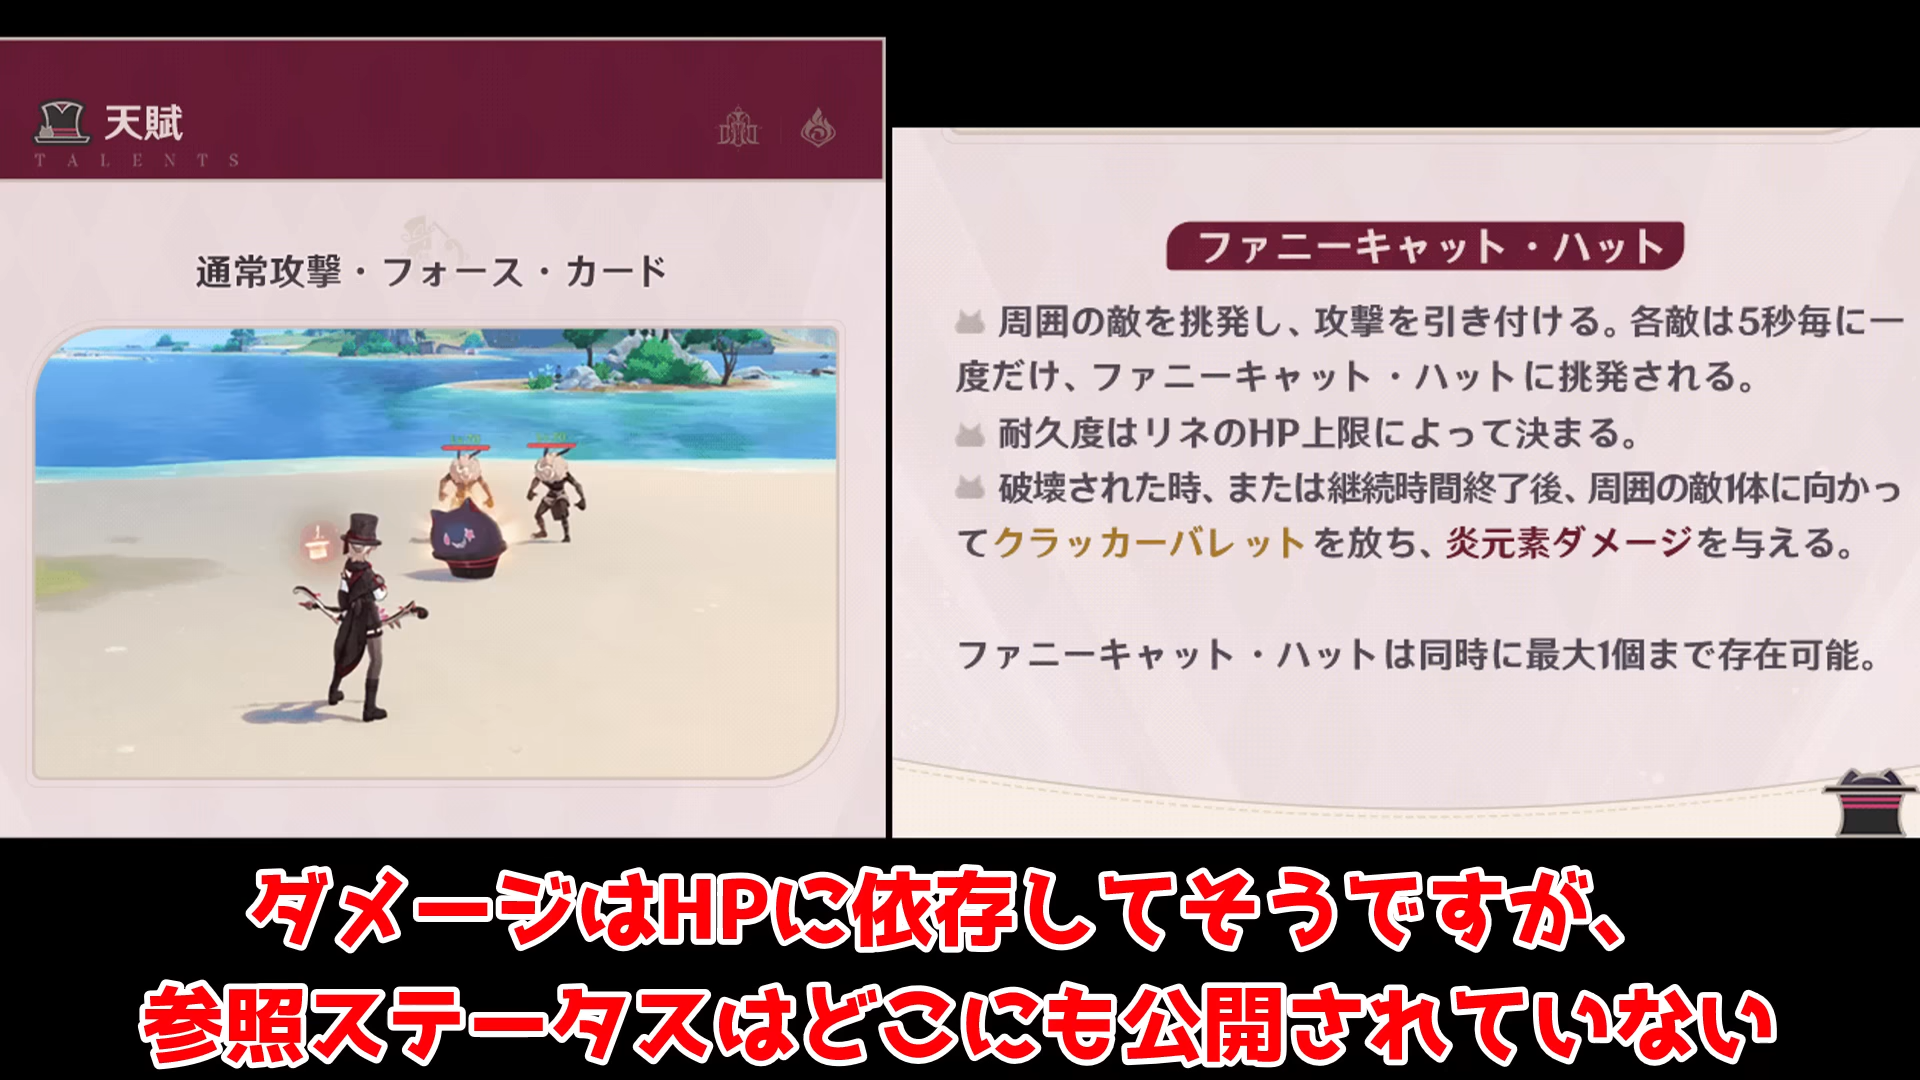 天賦
TALENTS
通常攻撃・フォース・カード
ファニーキャット・ハット
周囲の敵を挑発し、攻撃を引き付ける。各敵は5秒毎に一
度だけ、ファニーキャット・ハットに挑発される。
耐久度はリネのHP上限によって決まる。
破壊された時、または継続時間終了後、周囲の敵1体に向かっ
てクラッカーバレットを放ち、炎元素ダメージを与える。
ファニーキャット・ハットは同時に最大1個まで存在可能。
ダメージはHPに依存してそうですが、
参照ステータスはどこにも公開されていない